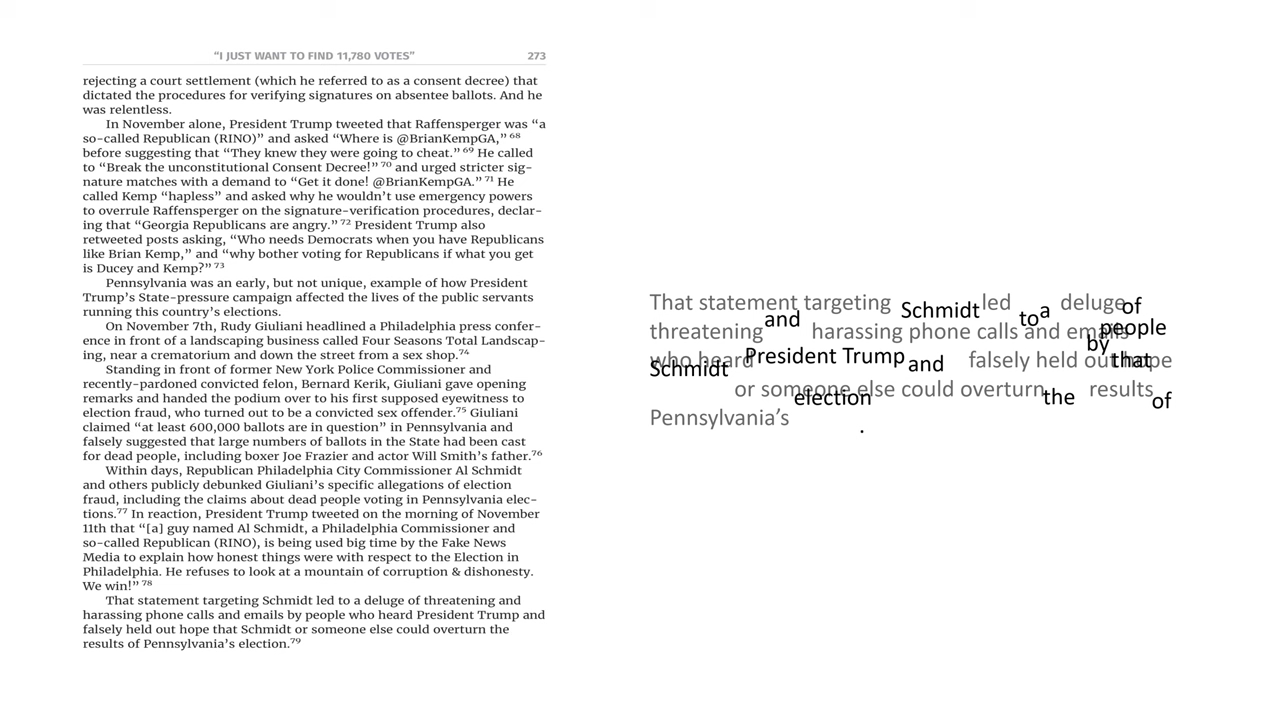 “I JUST WANT TO FIND 11,780 VOTES” 273
rejecting a court settlement (which he referred to as a consent decree) that
dictated the procedures for verifying signatures on absentee ballots. And he
was relentless.
In November alone, President Trump tweeted that Raffensperger was “a
so-called Republican (RINO)” and asked “Where is @BrianKempGA,” 68
before suggesting that “They knew they were going to cheat.” 69 He called
to “Break the unconstitutional Consent Decree!” 70 and urged stricter sig-
nature matches with a demand to “Get it done! @BrianKempGA.” 71 He
called Kemp “hapless” and asked why he wouldn’t use emergency powers
to overrule Raffensperger on the signature-verification procedures, declar-
ing that “Georgia Republicans are angry.” 72 President Trump also
retweeted posts asking, “Who needs Democrats when you have Republicans
like Brian Kemp,” and “why bother voting for Republicans if what you get
is Ducey and Kemp?” 73
Pennsylvania was an early, but not unique, example of how President
Trump’s State-pressure campaign affected the lives of the public servants
running this country’s elections.
On November 7th, Rudy Giuliani headlined a Philadelphia press confer-
ence in front of a landscaping business called Four Seasons Total Landscap-
ing, near a crematorium and down the street from a sex shop.74
Standing in front of former New York Police Commissioner and
recently-pardoned convicted felon, Bernard Kerik, Giuliani gave opening
remarks and handed the podium over to his first supposed eyewitness to
election fraud, who turned out to be a convicted sex offender.75 Giuliani
claimed “at least 600,000 ballots are in question” in Pennsylvania and
falsely suggested that large numbers of ballots in the State had been cast
for dead people, including boxer Joe Frazier and actor Will Smith’s father.76
Within days, Republican Philadelphia City Commissioner Al Schmidt
and others publicly debunked Giuliani’s specific allegations of election
fraud, including the claims about dead people voting in Pennsylvania elec-
tions.77 In reaction, President Trump tweeted on the morning of November
11th that “[a] guy named Al Schmidt, a Philadelphia Commissioner and
so-called Republican (RINO), is being used big time by the Fake News
Media to explain how honest things were with respect to the Election in
Philadelphia. He refuses to look at a mountain of corruption & dishonesty.
We win!” 78
That statement targeting Schmidt led to a deluge of threatening and
harassing phone calls and emails by people who heard President Trump and
falsely held out hope that Schmidt or someone else could overturn the
results of Pennsylvania’s election.79
That statement targeting Schmidt led to a deluge of
threatening and harassing phone calls and emails by people
who heard President Trump and falsely held out hope that
Schmidt or someone else could overturn the results of
Pennsylvania’s election .